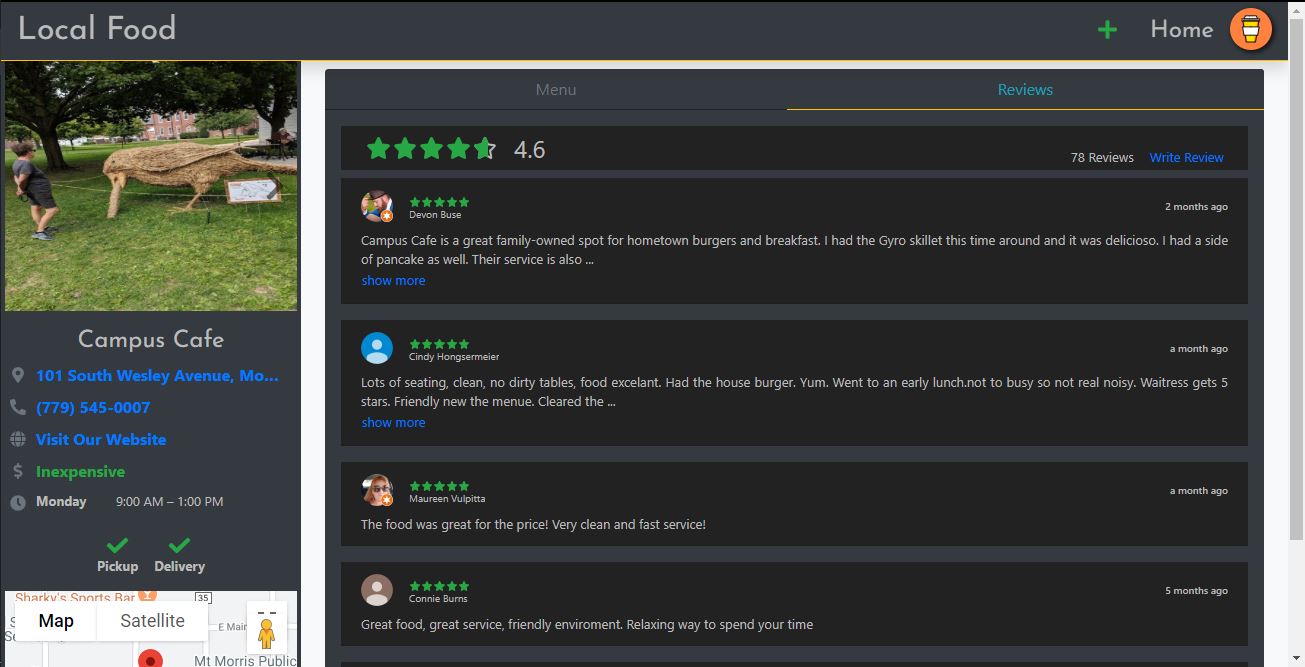 Local Food
Home
Menu
Reviews
4.6
78 Reviews Write Review
Devon Buse
2 months ago
Campus Cafe is a great family-owned spot for hometown burgers and breakfast. I had the Gyro skillet this time around and it was delicioso. I had a side
of pancake as well. Their service is also ...
show more
Cindy Hongsermeier
a month ago
Lots of seating, clean, no dirty tables, food excelant. Had the house burger. Yum. Went to an early lunch.not to busy so not real noisy. Waitress gets 5
stars. Friendly new the menue. Cleared the ...
show more
Maureen Vulpitta
a month ago
The food was great for the price! Very clean and fast service!
Connie Burns
5 months ago
Great food, great service, friendly enviroment. Relaxing way to spend your time
Campus Cafe
101 South Wesley Avenue, Mo...
(779) 545-0007
Visit Our Website
$ Inexpensive
Monday 9:00 AM – 1:00 PM
Pickup Delivery
Sharky's Sports Bar
35
Map Satellite
E Main
Mt Morris Public